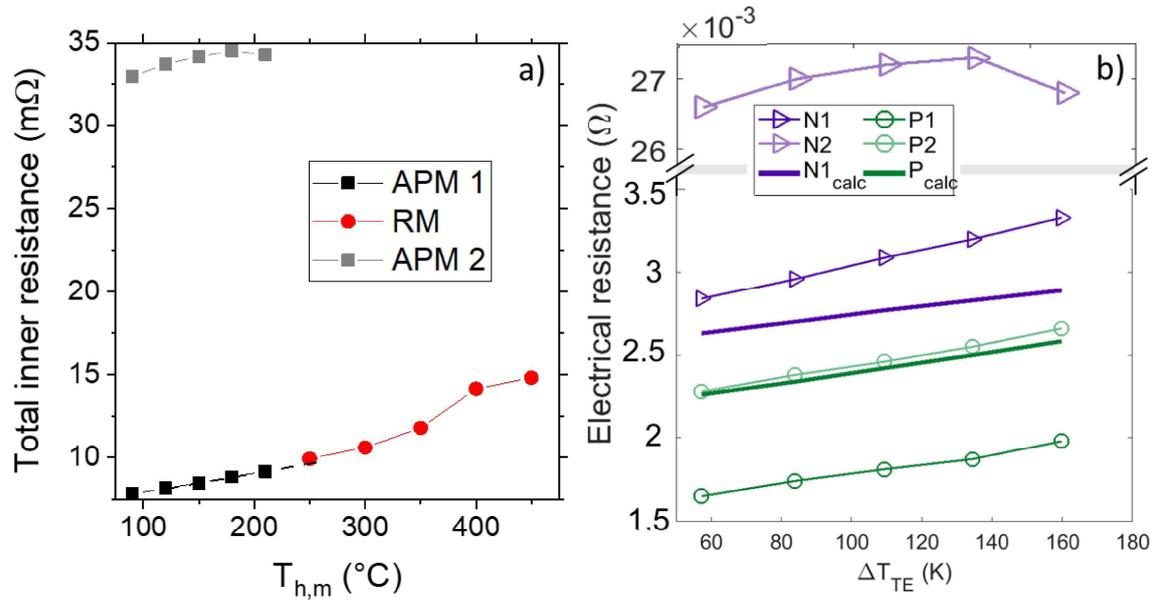 a)
35
30
25
20
15
10
100
200
300
400
Total inner resistance (mΩ)
T_h,m (°C)
APM 1
RM
APM 2
×10⁻³
b)
27
26
3.5
3
2.5
2
1.5
60
80
100
120
140
160
180
Electrical resistance (Ω)
ΔT_TE (K)
N1 P1
N2 P2
N1_calc P_calc